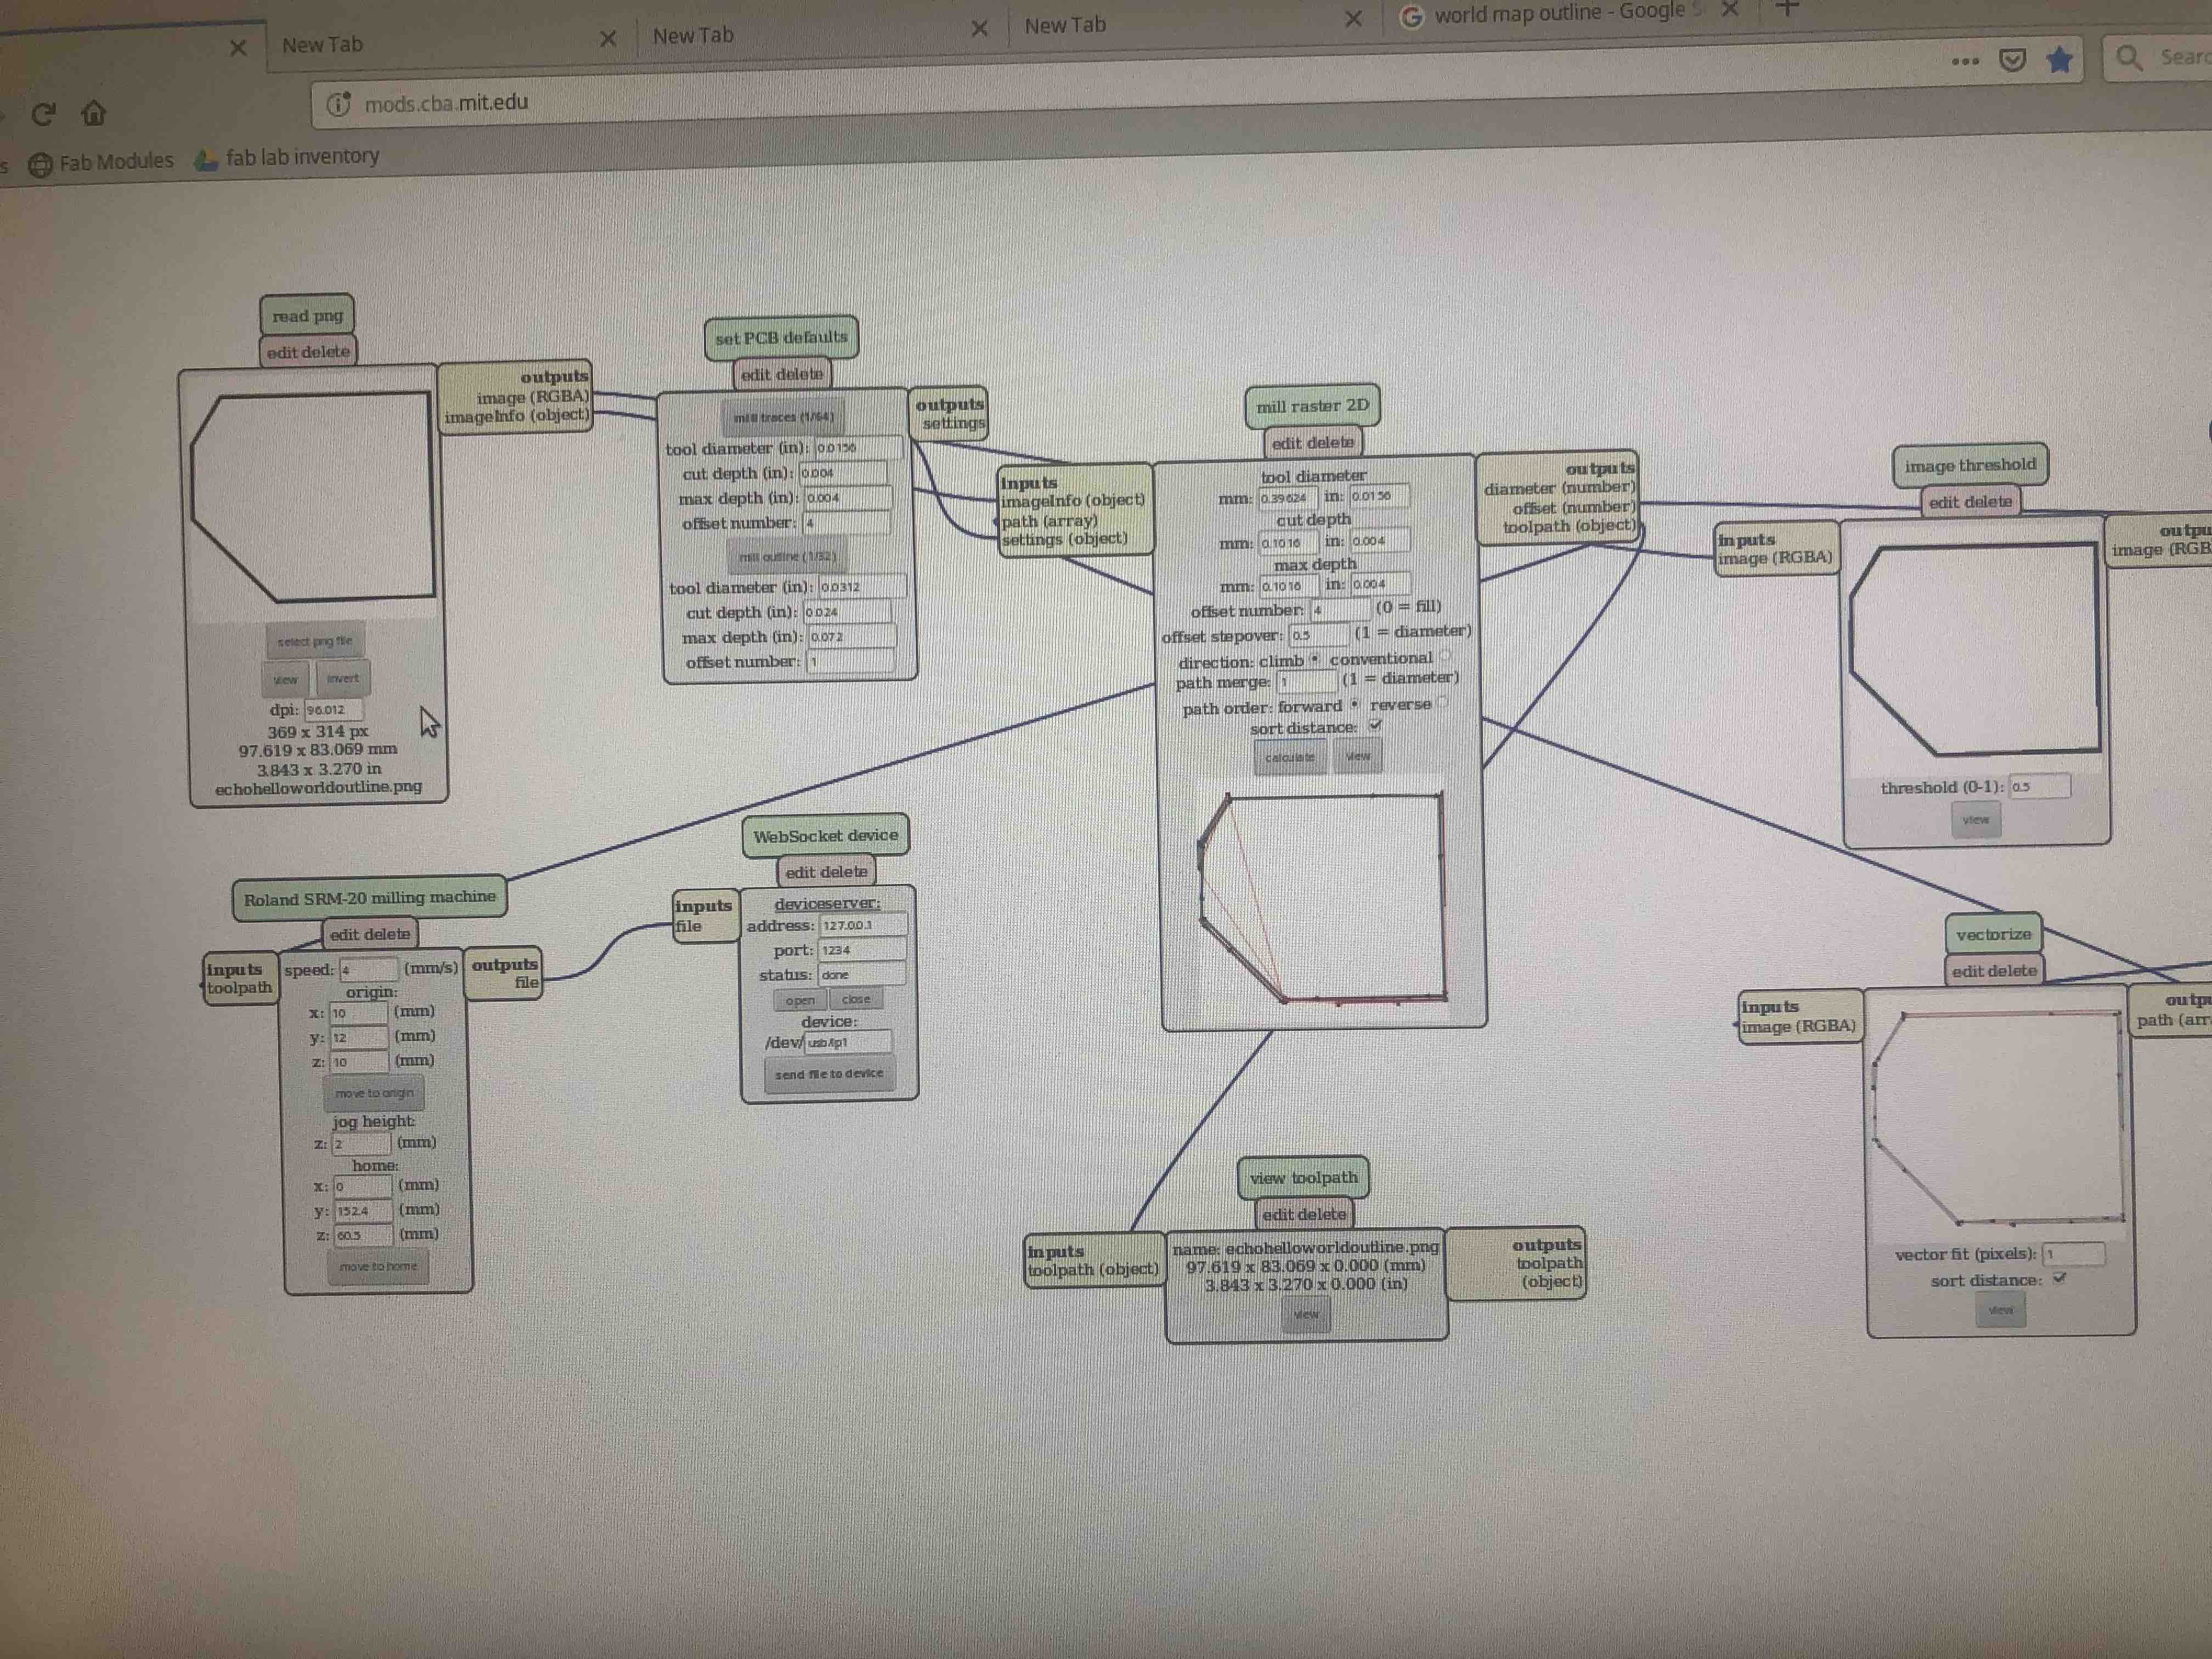 New Tab
New Tab
New Tab
world map outline - Google S
mods.cba.mit.edu
Searc
s
Fab Modules
fab lab inventory
read png
edit delete
outputs
image (RGBA)
imageInfo (object)
select png file
view
invert
dpi: 96.012
369 x 314 px
97.619 x 83.069 mm
3.843 x 3.270 in
echohelloworldoutline.png
set PCB defaults
edit delete
mill traces (1/64)
tool diameter (in): 0.0156
cut depth (in): 0.004
max depth (in): 0.004
offset number: 4
mill outline (1/32)
tool diameter (in): 0.0312
cut depth (in): 0.024
max depth (in): 0.072
offset number: 1
outputs
settings
inputs
imageInfo (object)
path (array)
settings (object)
mill raster 2D
edit delete
tool diameter
mm: 0.39624 in: 0.0156
cut depth
mm: 0.1016 in: 0.004
max depth
mm: 0.1016 in: 0.004
offset number: 4 (0 = fill)
offset stepover: 0.5 (1 = diameter)
direction: climb conventional
path merge: 1 (1 = diameter)
path order: forward reverse
sort distance:
calculate
view
outputs
diameter (number)
offset (number)
toolpath (object)
inputs
image (RGBA)
image threshold
edit delete
threshold (0-1): 0.5
view
outpu
image (RGB
Roland SRM-20 milling machine
edit delete
inputs
toolpath
speed: 4 (mm/s)
origin:
x: 10 (mm)
y: 12 (mm)
z: 10 (mm)
move to origin
jog height:
z: 2 (mm)
home:
x: 0 (mm)
y: 152.4 (mm)
z: 60.5 (mm)
move to home
outputs
file
WebSocket device
edit delete
inputs
file
deviceserver:
address: 127.0.0.1
port: 1234
status: done
open
close
device:
/dev/ usb/lp1
send file to device
view toolpath
edit delete
inputs
toolpath (object)
name: echohelloworldoutline.png
97.619 x 83.069 x 0.000 (mm)
3.843 x 3.270 x 0.000 (in)
view
outputs
toolpath
(object)
vectorize
edit delete
inputs
image (RGBA)
vector fit (pixels): 1
sort distance:
view
outpu
path (arr